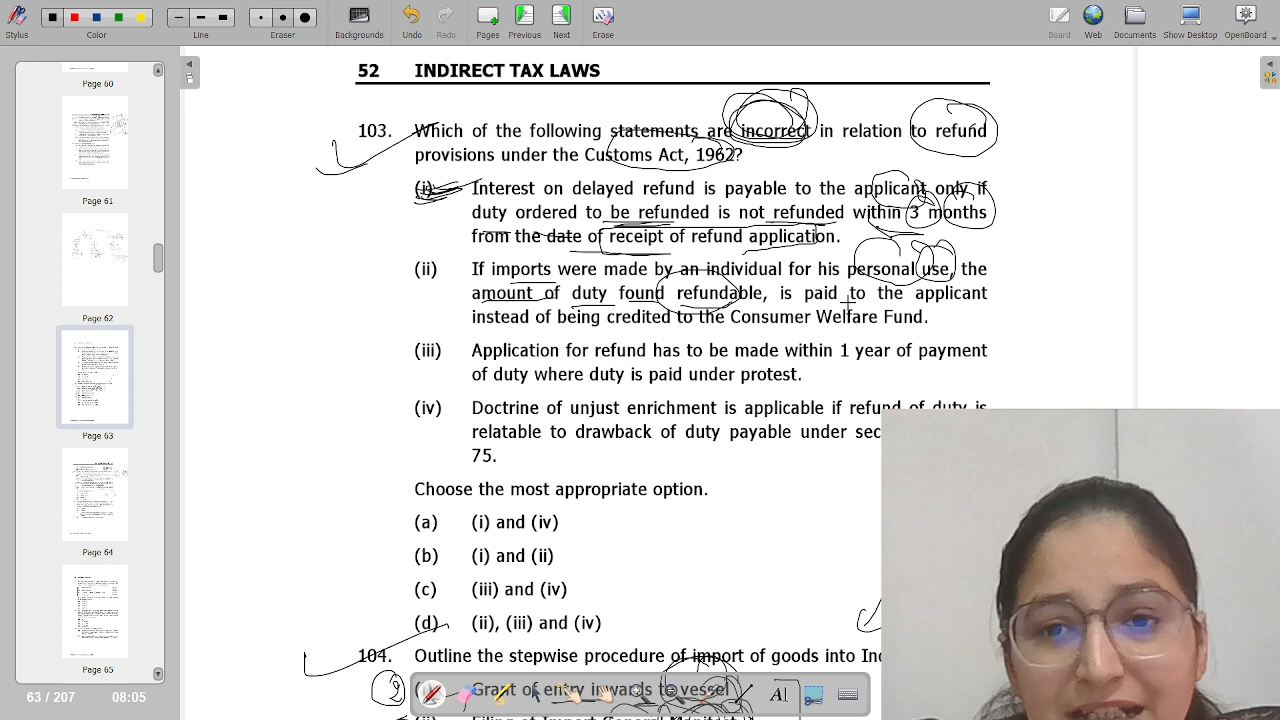 Stylus
Color
Line
Eraser
Backgrounds
Undo
Redo
Pages
Previous
Next
Erase
Board
Web
Documents
Show Desktop
OpenBoard
Page 60
Page 61
Page 62
Page 63
Page 64
Page 65
63 / 207
08:05
52 INDIRECT TAX LAWS
103. Which of the following statements are incorrect in relation to refund
provisions under the Customs Act, 1962?
(i) Interest on delayed refund is payable to the applicant only if
duty ordered to be refunded is not refunded within 3 months
from the date of receipt of refund application.
(ii) If imports were made by an individual for his personal use, the
amount of duty found refundable, is paid to the applicant
instead of being credited to the Consumer Welfare Fund.
(iii) Application for refund has to be made within 1 year of payment
of duty where duty is paid under protest.
(iv) Doctrine of unjust enrichment is applicable if refund of duty is
relatable to drawback of duty payable under sec
75.
Choose the most appropriate option.
(a) (i) and (iv)
(b) (i) and (ii)
(c) (iii) and (iv)
(d) (ii), (iii) and (iv)
104. Outline the stepwise procedure of import of goods into Ind
Grant of entry inwards to vessel